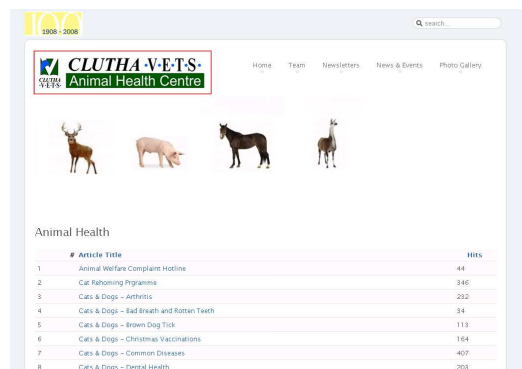 100
1908 - 2008
search...
CLUTHA ·V·E·T·S·
Animal Health Centre
CLUTHA
·V·E·T·S·
Home Team Newsletters News & Events Photo Gallery
Animal Health
# Article Title Hits
1 Animal Welfare Complaint Hotline 44
2 Cat Rehoming Prgramme 346
3 Cats & Dogs – Arthritis 232
4 Cats & Dogs – Bad Breath and Rotten Teeth 34
5 Cats & Dogs – Brown Dog Tick 113
6 Cats & Dogs – Christmas Vaccinations 164
7 Cats & Dogs – Common Diseases 407
8 Cats & Dogs – Dental Health 203